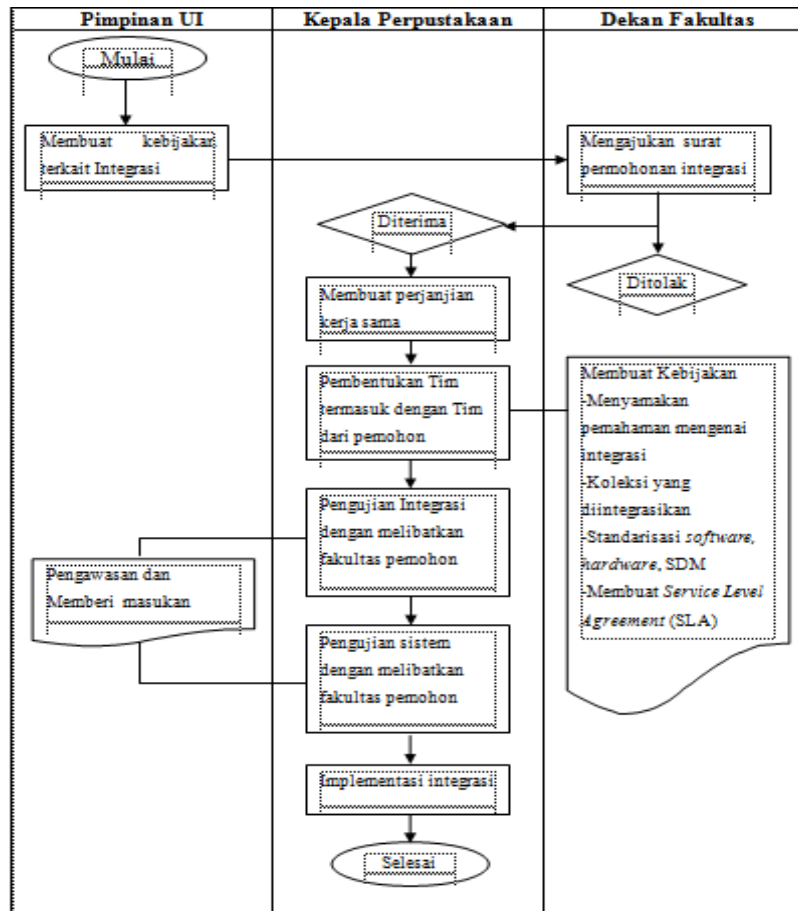 Pimpinan UI
Kepala Perpustakaan
Dekan Fakultas
Mulai
Membuat kebijakan
terkait Integrasi
Mengajukan surat
permohonan integrasi
Diterima
Ditolak
Membuat perjanjian
kerja sama
Pembentukan Tim
termasuk dengan Tim
dari pemohon
Membuat Kebijakan
-Menyamakan
pemahaman mengenai
integrasi
-Koleksi yang
diintegrasikan
-Standarisasi software,
hardware, SDM
-Membuat Service Level
Agreement (SLA)
Pengujian Integrasi
dengan melibatkan
fakultas pemohon
Pengawasan dan
Memberi masukan
Pengujian sistem
dengan melibatkan
fakultas pemohon
Implementasi integrasi
Selesai